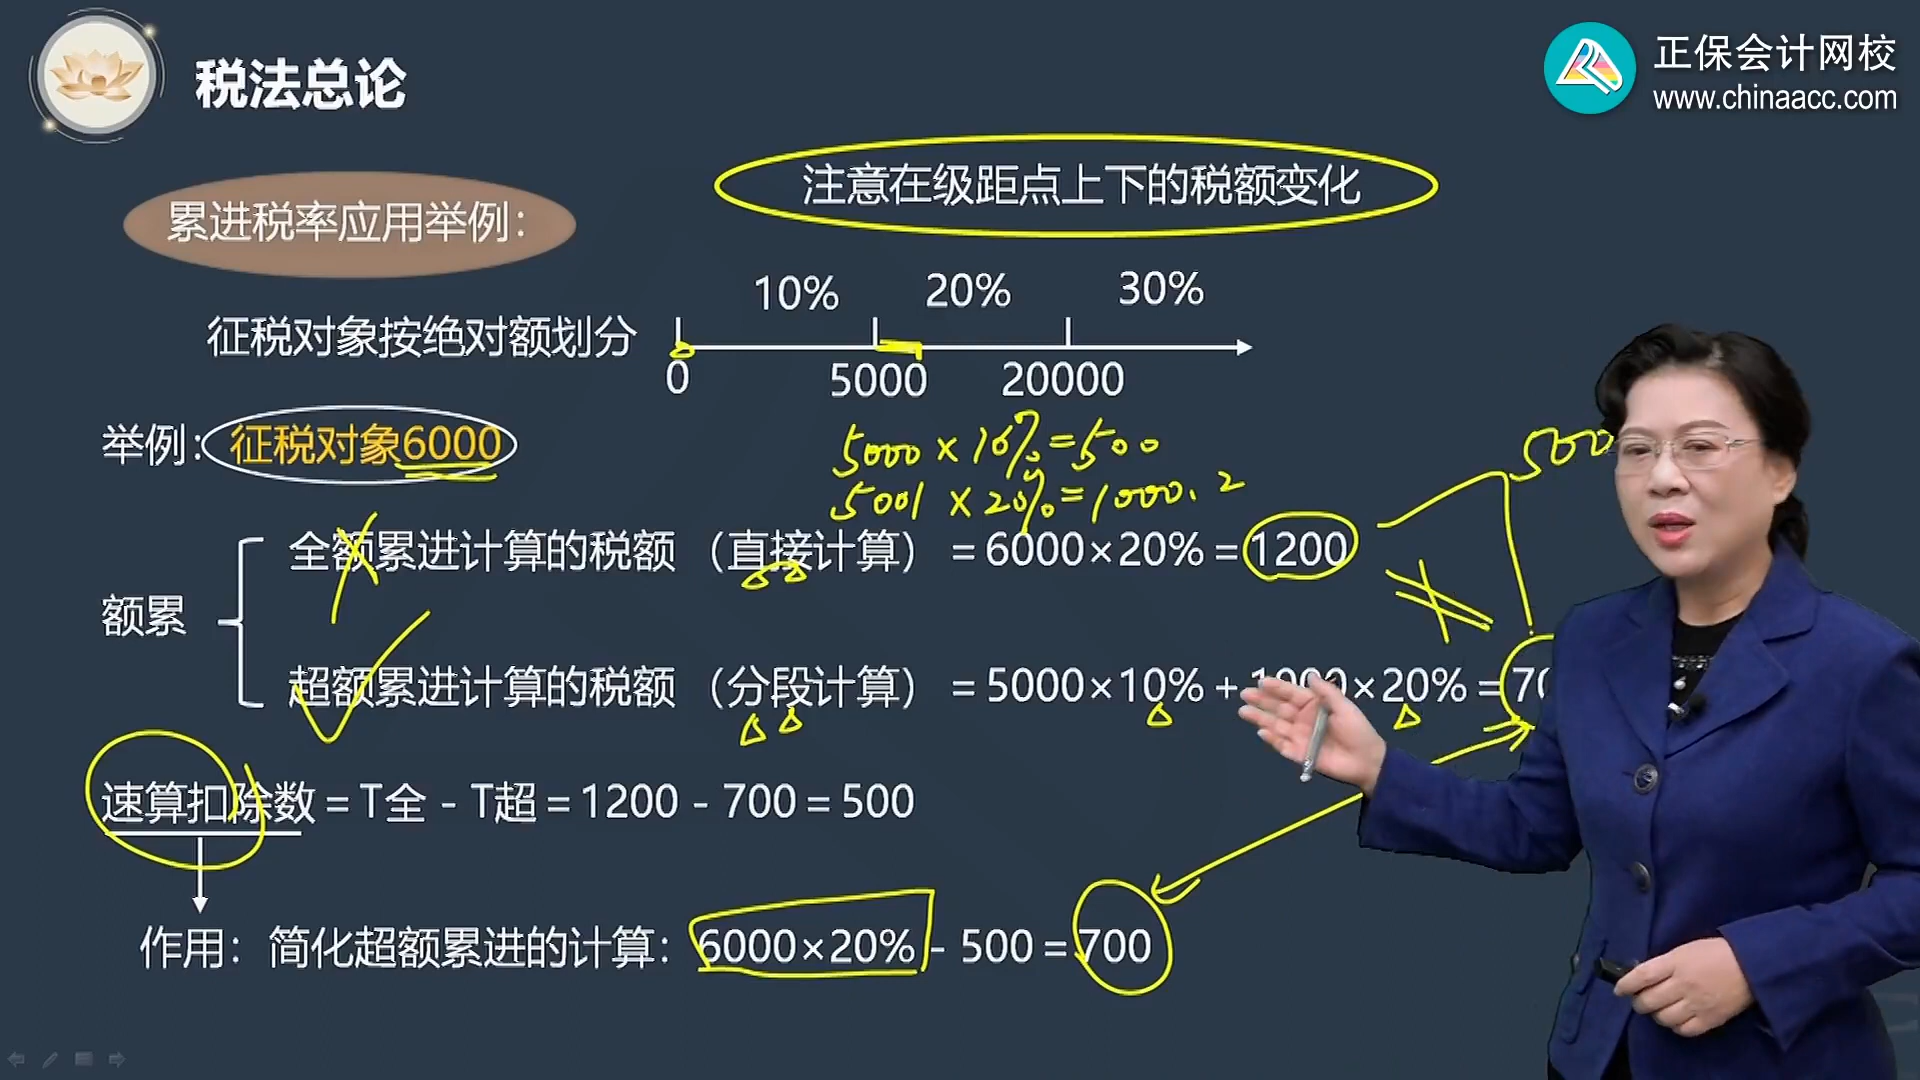 税法总论
正保会计网校
www.chinaacc.com
注意在级距点上下的税额变化
累进税率应用举例：
10% 20% 30%
征税对象按绝对额划分
0 5000 20000
举例：征税对象6000
5000×10%=500
500
5001×20%=1000.2
全额累进计算的税额（直接计算）＝6000×20%＝1200
额累
超额累进计算的税额（分段计算）＝5000×10%＋1000×20%＝70
速算扣除数＝T全－T超＝1200－700＝500
作用：简化超额累进的计算：6000×20%－500＝700